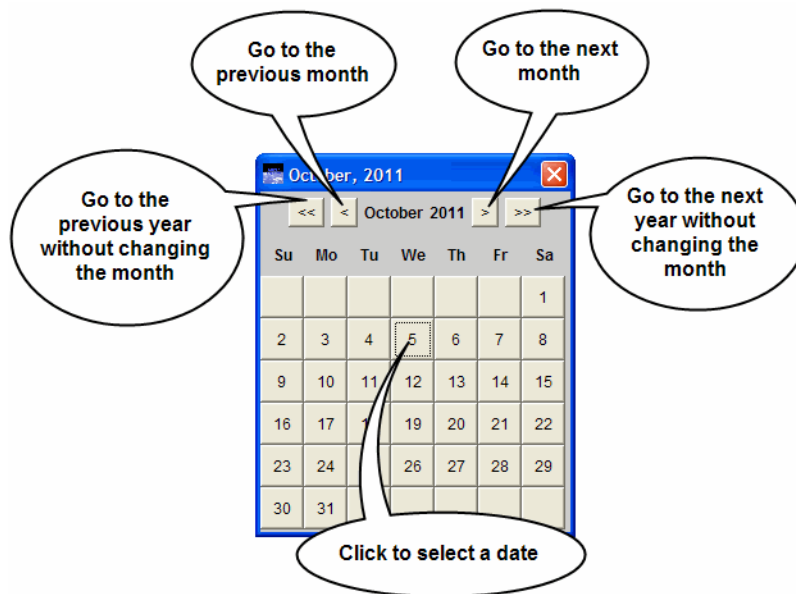 Go to the
previous month
Go to the next
month
October, 2011
Go to the
previous year
without changing
the month
<< < October 2011 > >>
Go to the next
year without
changing the
month
Su Mo Tu We Th Fr Sa
1
2 3 4 5 6 7 8
9 10 11 12 13 14 15
16 17 19 20 21 22
23 24 26 27 28 29
30 31
Click to select a date